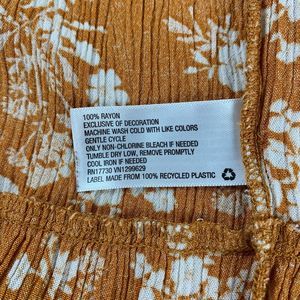 100% RAYON
EXCLUSIVE OF DECORATION
MACHINE WASH COLD WITH LIKE COLORS
GENTLE CYCLE
ONLY NON-CHLORINE BLEACH IF NEEDED
TUMBLE DRY LOW, REMOVE PROMPTLY
COOL IRON IF NEEDED
RN17730 VN1299629
LABEL MADE FROM 100% RECYCLED PLASTIC